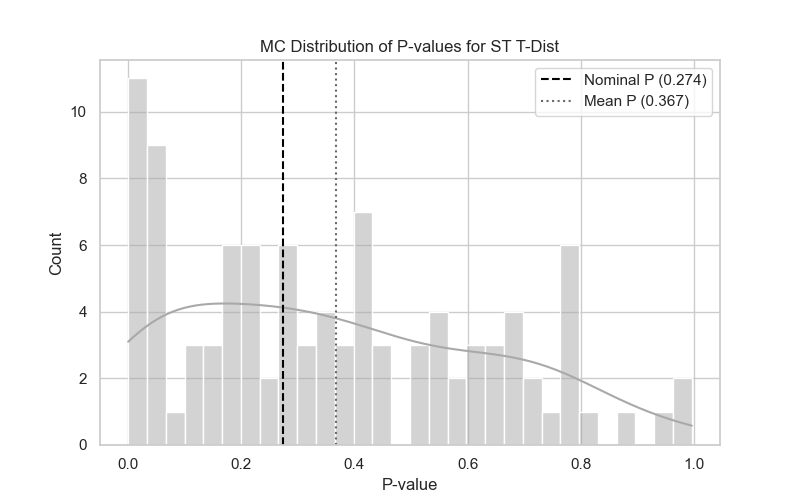 MC Distribution of P-values for ST T-Dist
Nominal P (0.274)
Mean P (0.367)
Count
10
8
6
4
2
0
0.0 0.2 0.4 0.6 0.8 1.0
P-value